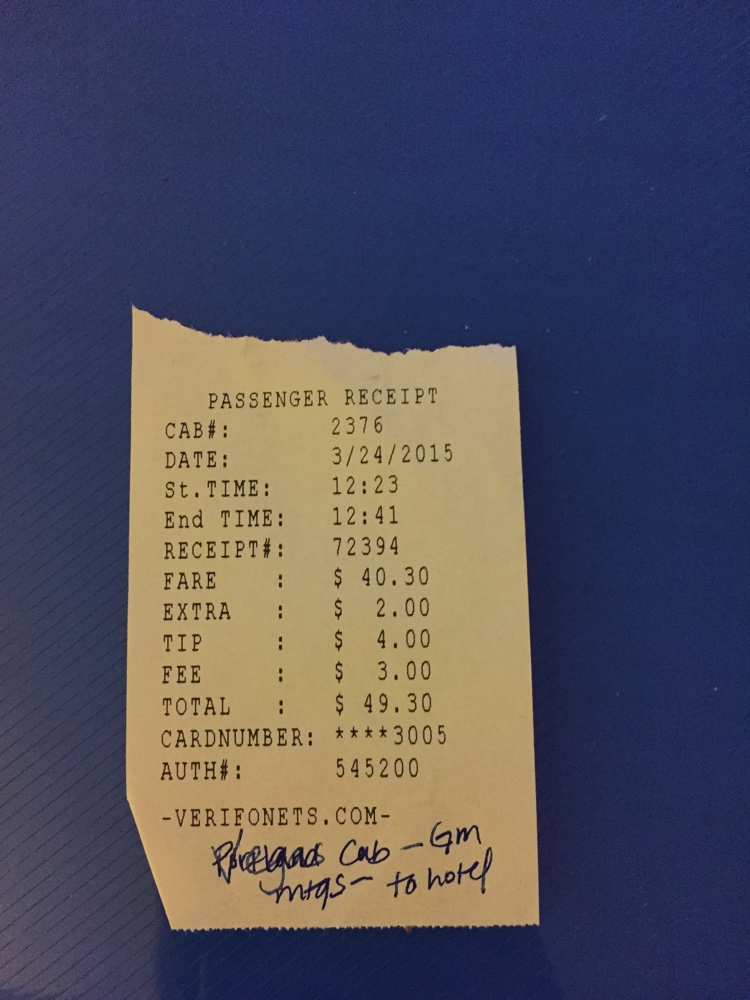 PASSENGER RECEIPT
CAB#: 2376
DATE: 3/24/2015
St.TIME: 12:23
End TIME: 12:41
RECEIPT#: 72394
FARE : $ 40.30
EXTRA : $ 2.00
TIP : $ 4.00
FEE : $ 3.00
TOTAL : $ 49.30
CARDNUMBER: ****3005
AUTH#: 545200
-VERIFONETS.COM-
Cab - Gm
mtgs - to hotel